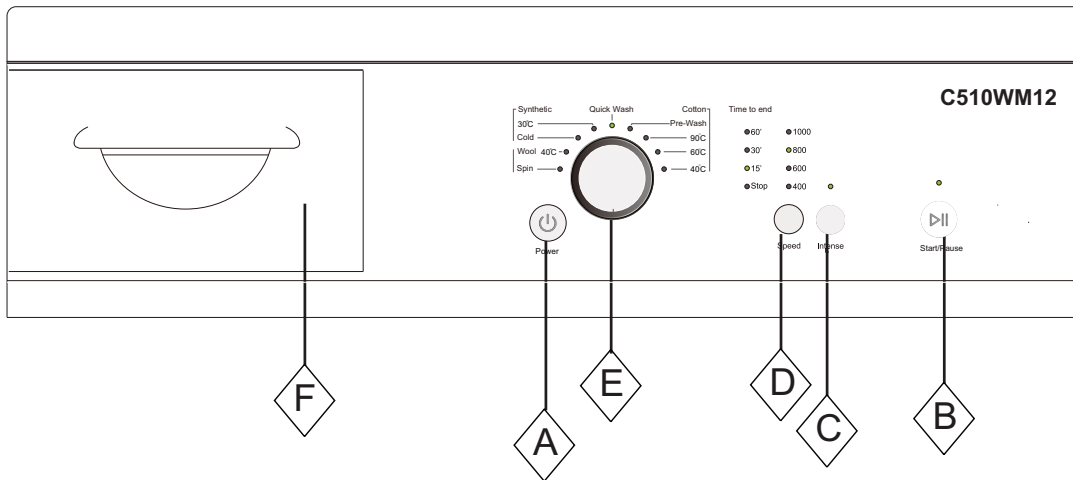 C510WM12
Synthetic
Quick Wash
Cotton
Time to end
30°C
Pre-Wash
Cold
90°C
Wool 40°C
60°C
Spin
40°C
60'
1000
30'
800
15'
600
Stop
400
Power
Speed
Intense
Start/Pause
F
E
D
C
B
A